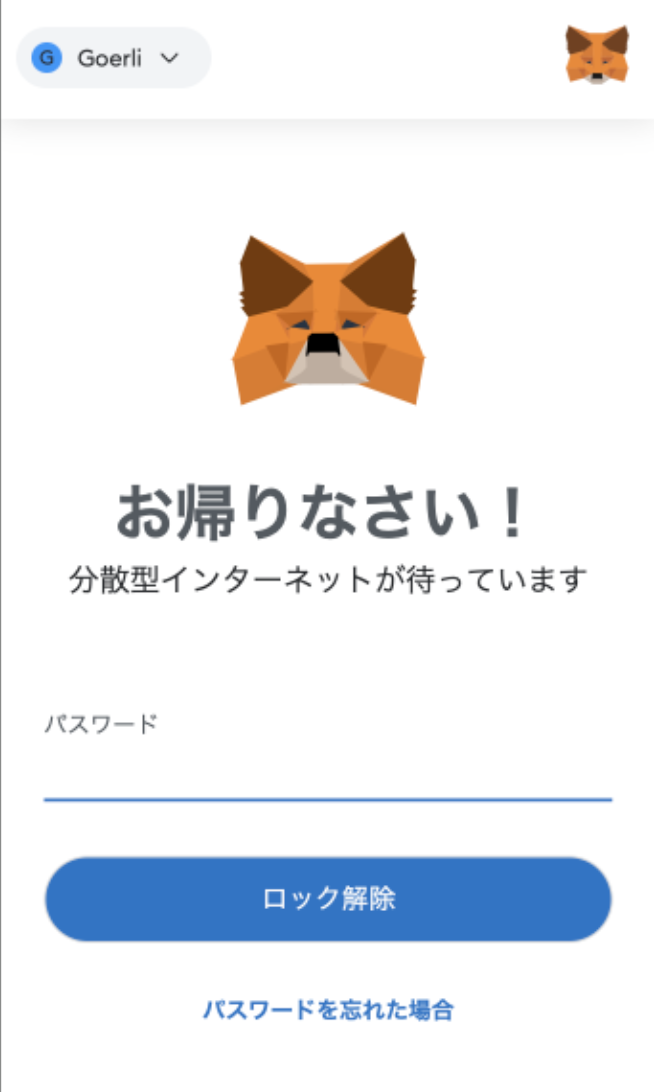 G Goerli
お帰りなさい！
分散型インターネットが待っています
パスワード
ロック解除
パスワードを忘れた場合